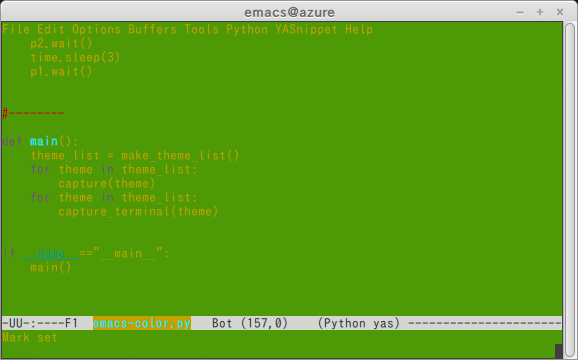 emacs@azure
File Edit Options Buffers Tools Python YASnippet Help
    p2.wait()
    time.sleep(3)
    p1.wait()
#--------
def main():
    theme_list = make_theme_list()
    for theme in theme_list:
        capture(theme)
    for theme in theme_list:
        capture_terminal(theme)
if __name__=="__main__":
    main()
-UU-:----F1  emacs-color.py   Bot (157,0)    (Python yas) ----------------------
Mark set